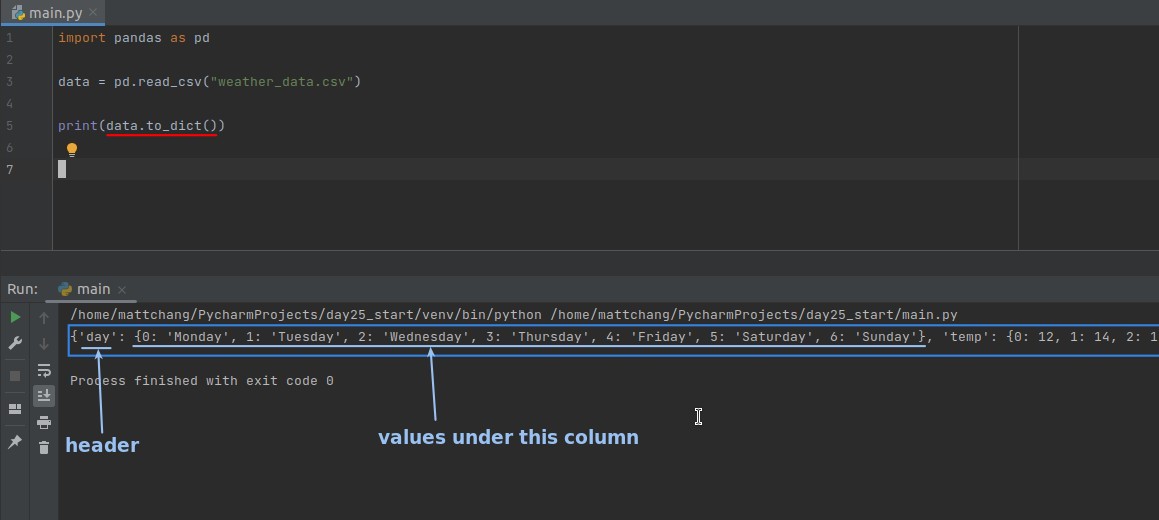 main.py
1 import pandas as pd
2
3 data = pd.read_csv("weather_data.csv")
4
5 print(data.to_dict())
6
7
Run: main
/home/mattchang/PycharmProjects/day25_start/venv/bin/python /home/mattchang/PycharmProjects/day25_start/main.py
{'day': {0: 'Monday', 1: 'Tuesday', 2: 'Wednesday', 3: 'Thursday', 4: 'Friday', 5: 'Saturday', 6: 'Sunday'}, 'temp': {0: 12, 1: 14, 2: 1
Process finished with exit code 0
values under this column
header